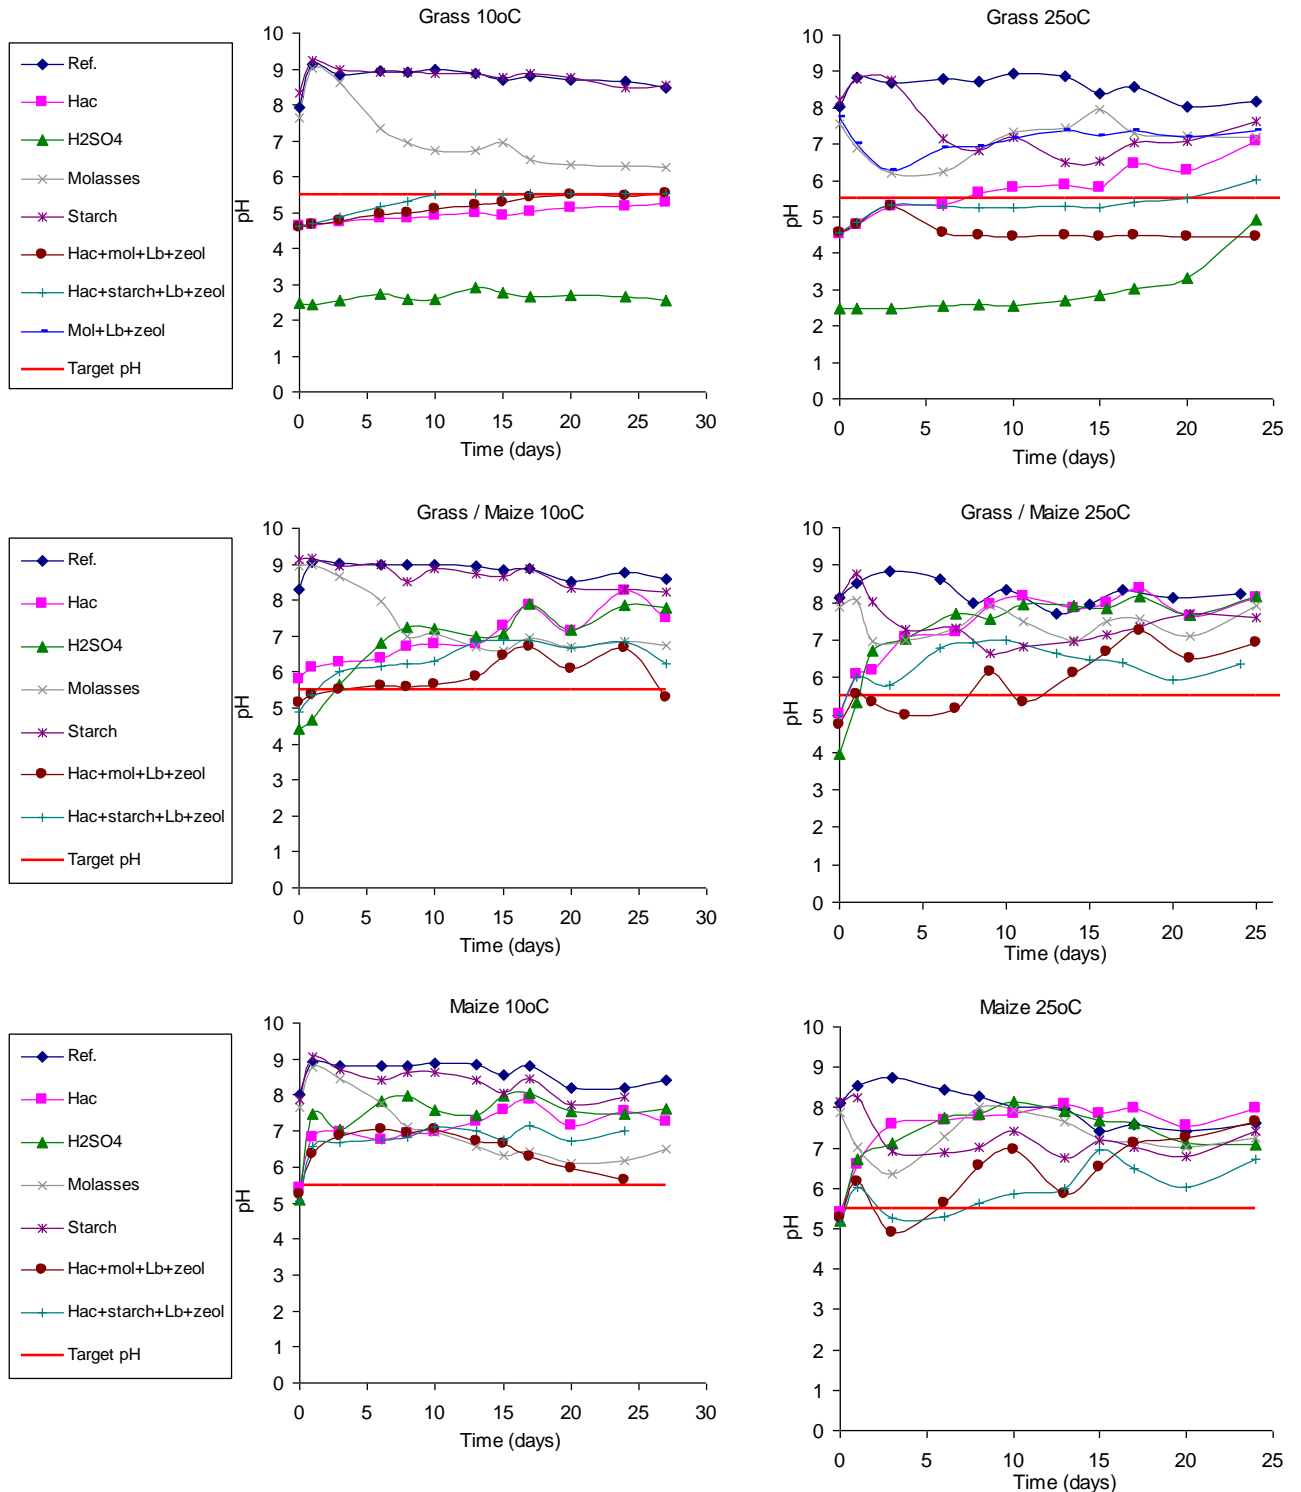 Grass 10oC
10
9
8
7
6
5
4
3
2
1
0
pH
0 5 10 15 20 25 30
Time (days)
Ref.
Hac
H2SO4
Molasses
Starch
Hac+mol+Lb+zeol
Hac+starch+Lb+zeol
Mol+Lb+zeol
Target pH
Grass 25oC
10
9
8
7
6
5
4
3
2
1
0
pH
0 5 10 15 20 25
Time (days)
Grass / Maize 10oC
10
9
8
7
6
5
4
3
2
1
0
pH
0 5 10 15 20 25 30
Time (days)
Ref.
Hac
H2SO4
Molasses
Starch
Hac+mol+Lb+zeol
Hac+starch+Lb+zeol
Target pH
Grass / Maize 25oC
10
9
8
7
6
5
4
3
2
1
0
pH
0 5 10 15 20 25
Time (days)
Maize 10oC
10
9
8
7
6
5
4
3
2
1
0
pH
0 5 10 15 20 25 30
Time (days)
Ref.
Hac
H2SO4
Molasses
Starch
Hac+mol+Lb+zeol
Hac+starch+Lb+zeol
Target pH
Maize 25oC
10
9
8
7
6
5
4
3
2
1
0
pH
0 5 10 15 20 25
Time (days)